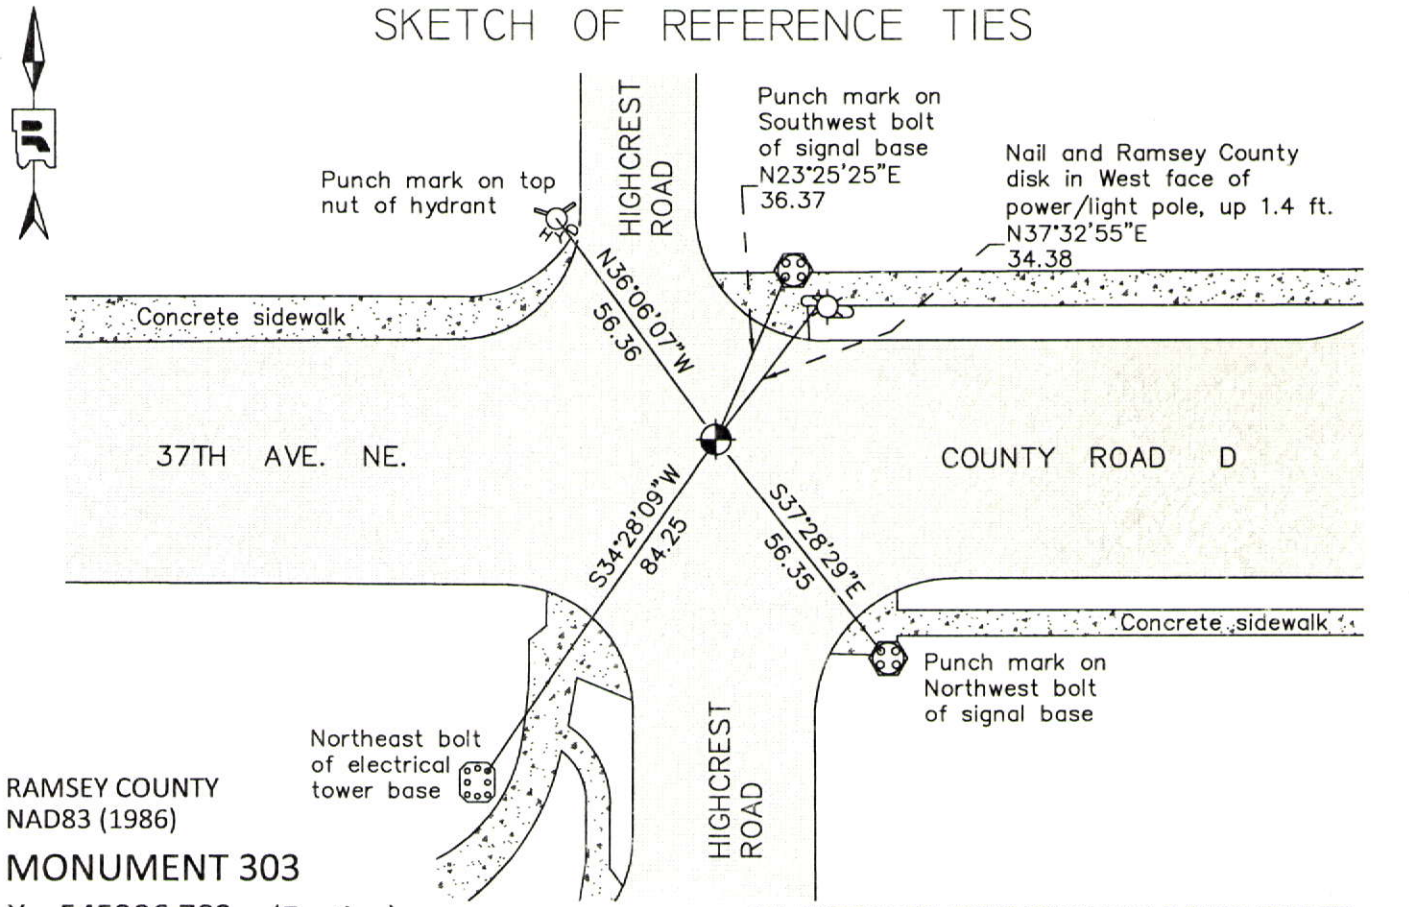 SKETCH OF REFERENCE TIES
Punch mark on
Southwest bolt
of signal base
N23°25'25"E
36.37
Nail and Ramsey County
disk in West face of
power/light pole, up 1.4 ft.
N37°32'55"E
34.38
Punch mark on top
nut of hydrant
HYD
HIGHCREST
ROAD
N36°06'07"W
56.36
Concrete sidewalk
37TH AVE. NE.
COUNTY ROAD D
S34°28'09"W
84.25
S37°28'29"E
56.35
Concrete sidewalk
Punch mark on
Northwest bolt
of signal base
Northeast bolt
of electrical
tower base
HIGHCREST
ROAD
RAMSEY COUNTY
NAD83 (1986)
MONUMENT 303